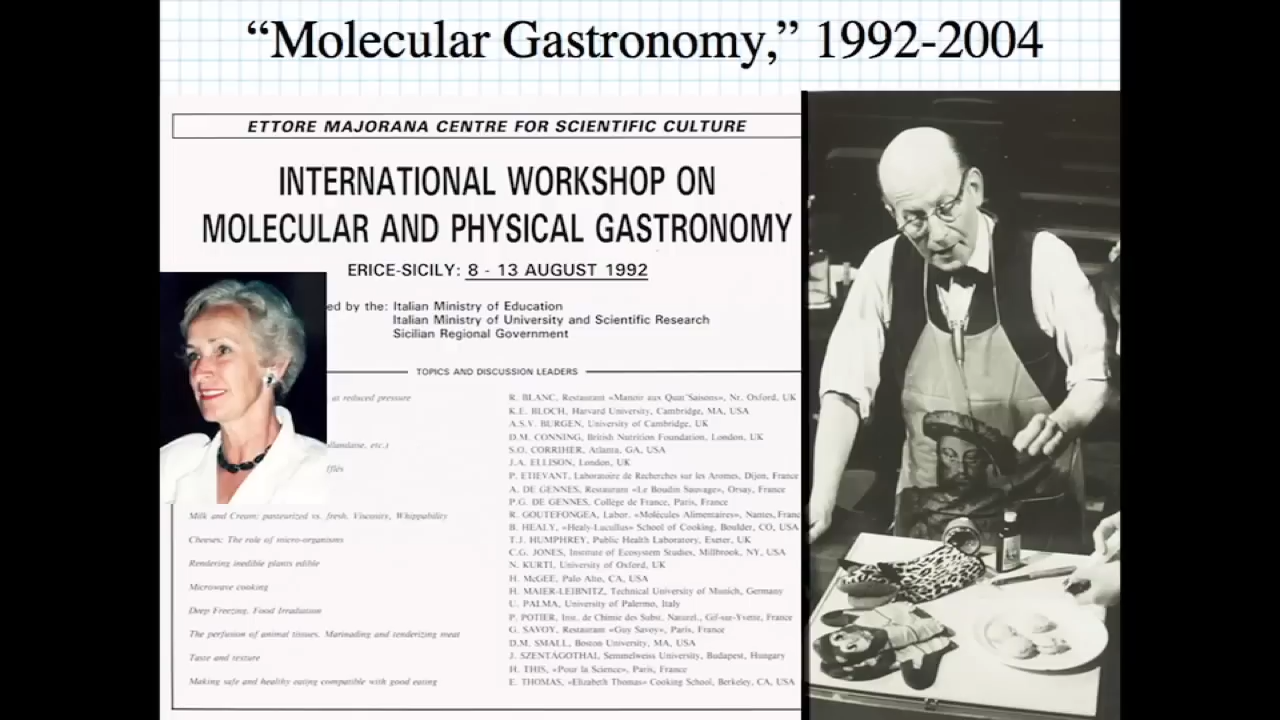 “Molecular Gastronomy,” 1992-2004
ETTORE MAJORANA CENTRE FOR SCIENTIFIC CULTURE
INTERNATIONAL WORKSHOP ON
MOLECULAR AND PHYSICAL GASTRONOMY
ERICE-SICILY: 8 - 13 AUGUST 1992
ed by the: Italian Ministry of Education
Italian Ministry of University and Scientific Research
Sicilian Regional Government
TOPICS AND DISCUSSION LEADERS
at reduced pressure
llandaise, etc.)
fflés
Milk and Cream: pasteurized vs. fresh. Viscosity, Whippability
Cheeses: The role of micro-organisms
Rendering inedible plants edible
Microwave cooking
Deep Freezing, Food Irradiation
The perfusion of animal tissues. Marinading and tenderizing meat
Taste and texture
Making safe and healthy eating compatible with good eating
R. BLANC, Restaurant «Manoir aux Quat'Saisons», Nr. Oxford, UK
K.E. BLOCH, Harvard University, Cambridge, MA, USA
A.S.V. BURGEN, University of Cambridge, UK
D.M. CONNING, British Nutrition Foundation, London, UK
S.O. CORRIHER, Atlanta, GA, USA
J.A. ELLISON, London, UK
P. ETIEVANT, Laboratoire de Recherches sur les Aromes, Dijon, France
A. DE GENNES, Restaurant «Le Boudin Sauvage», Orsay, France
P.G. DE GENNES, Collège de France, Paris, France
R. GOUTEFONGEA, Labor. «Molécules Alimentaires», Nantes, Franc
B. HEALY, «Healy-Lucullus» School of Cooking, Boulder, CO, USA
T.J. HUMPHREY, Public Health Laboratory, Exeter, UK
C.G. JONES, Institute of Ecosystem Studies, Millbrook, NY, USA
N. KURTI, University of Oxford, UK
H. McGEE, Palo Alto, CA, USA
H. MAIER-LEIBNITZ, Technical University of Munich, Germany
U. PALMA, University of Palermo, Italy
P. POTIER, Inst. de Chimie des Subst. Naturel., Gif-sur-Yvette, France
G. SAVOY, Restaurant «Guy Savoy», Paris, France
D.M. SMALL, Boston University, MA, USA
J. SZENTÁGOTHAI, Semmelweiss University, Budapest, Hungary
H. THIS, «Pour la Science», Paris, France
E. THOMAS, «Elizabeth Thomas» Cooking School, Berkeley, CA, USA